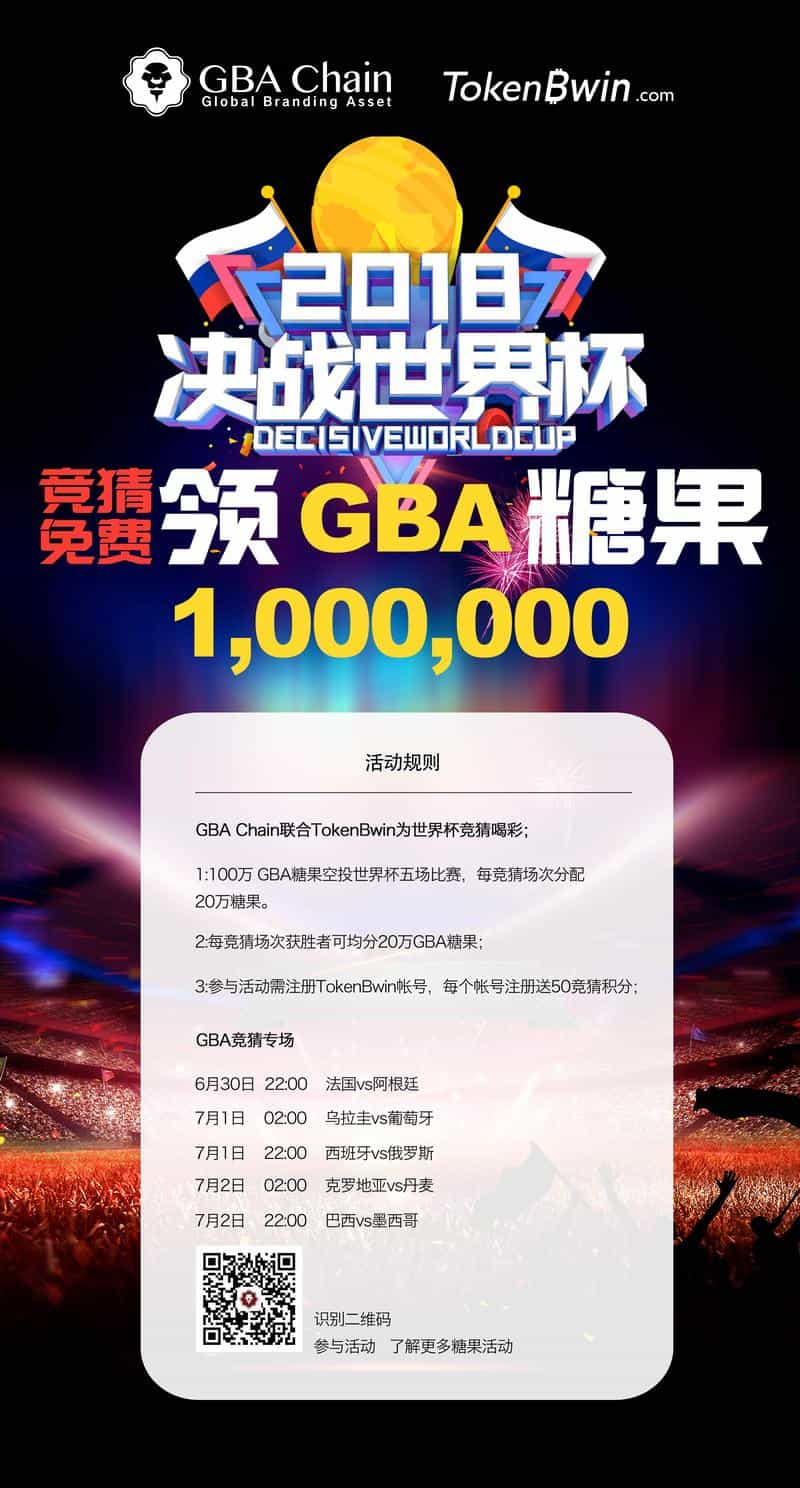 GBA Chain
Global Branding Asset
TokenBwin.com
2018
决战世界杯
DECISIVEWORLDCUP
竞猜
免费
领 GBA 糖果
1,000,000
活动规则
GBA Chain联合TokenBwin为世界杯竞猜喝彩；
1:100万 GBA糖果空投世界杯五场比赛，每竞猜场次分配
20万糖果。
2:每竞猜场次获胜者可均分20万GBA糖果；
3:参与活动需注册TokenBwin帐号，每个帐号注册送50竞猜积分；
GBA竞猜专场
6月30日 22:00 法国vs阿根廷
7月1日 02:00 乌拉圭vs葡萄牙
7月1日 22:00 西班牙vs俄罗斯
7月2日 02:00 克罗地亚vs丹麦
7月2日 22:00 巴西vs墨西哥
识别二维码
参与活动 了解更多糖果活动